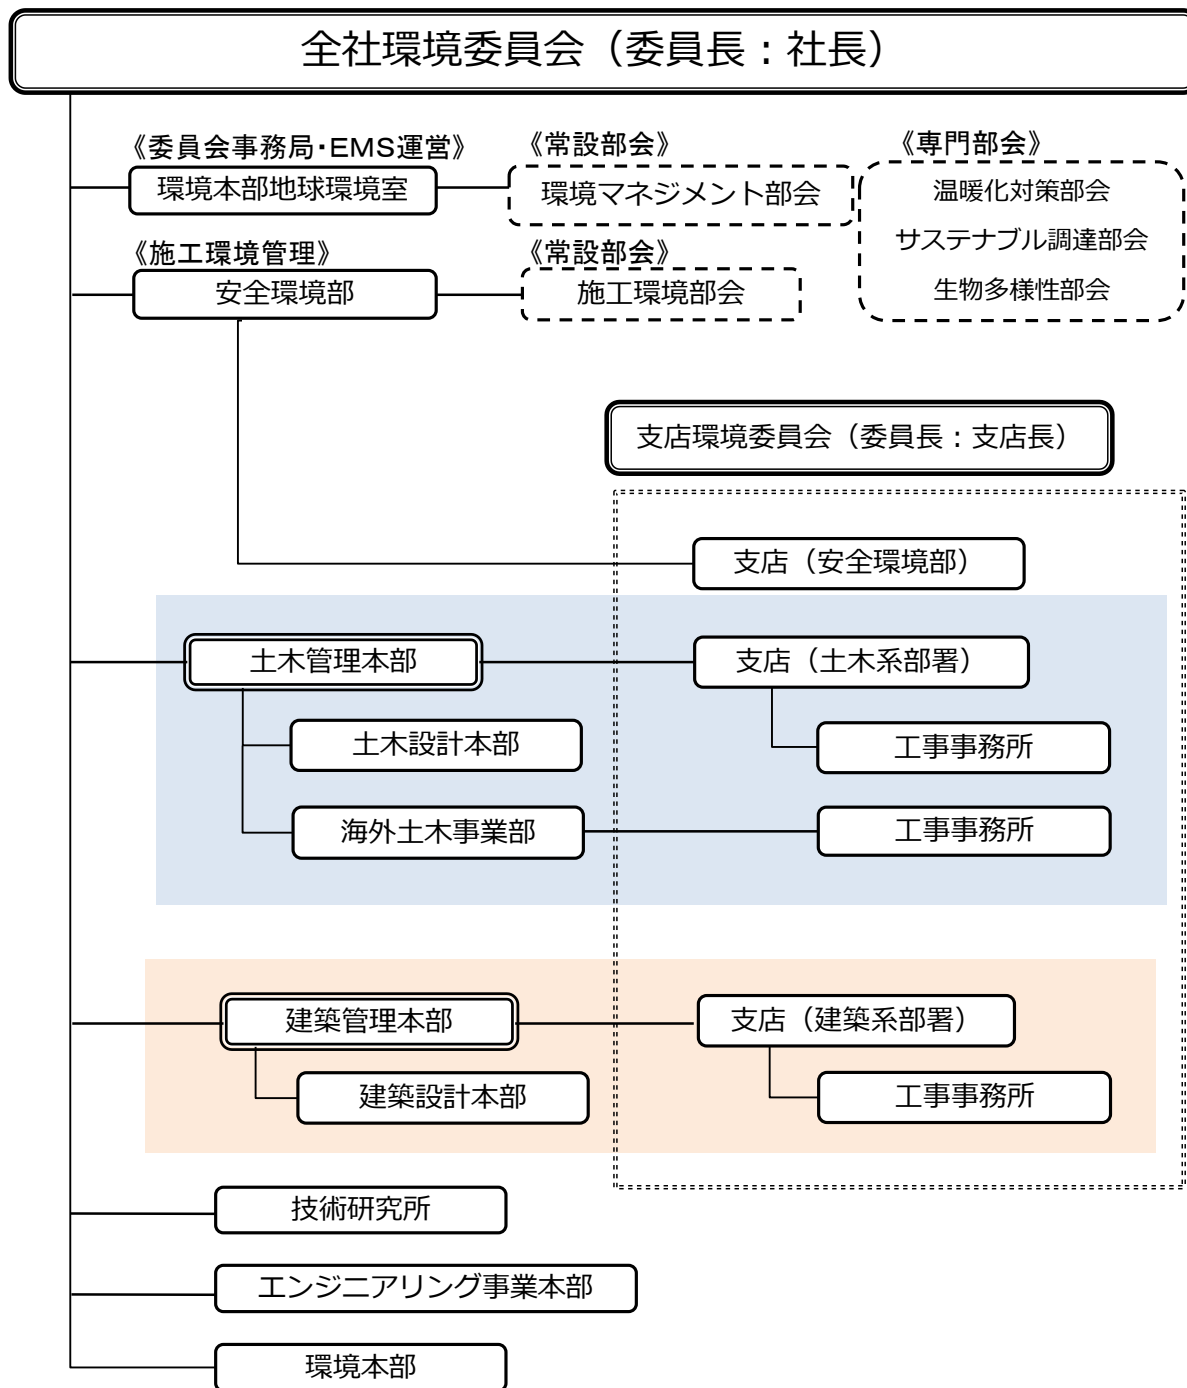 全社環境委員会（委員長：社長）
《委員会事務局・EMS運営》
《常設部会》
《専門部会》
環境本部地球環境室
環境マネジメント部会
温暖化対策部会
サステナブル調達部会
生物多様性部会
《施工環境管理》
《常設部会》
安全環境部
施工環境部会
支店環境委員会（委員長：支店長）
支店（安全環境部）
土木管理本部
支店（土木系部署）
土木設計本部
工事事務所
海外土木事業部
工事事務所
建築管理本部
支店（建築系部署）
建築設計本部
工事事務所
技術研究所
エンジニアリング事業本部
環境本部